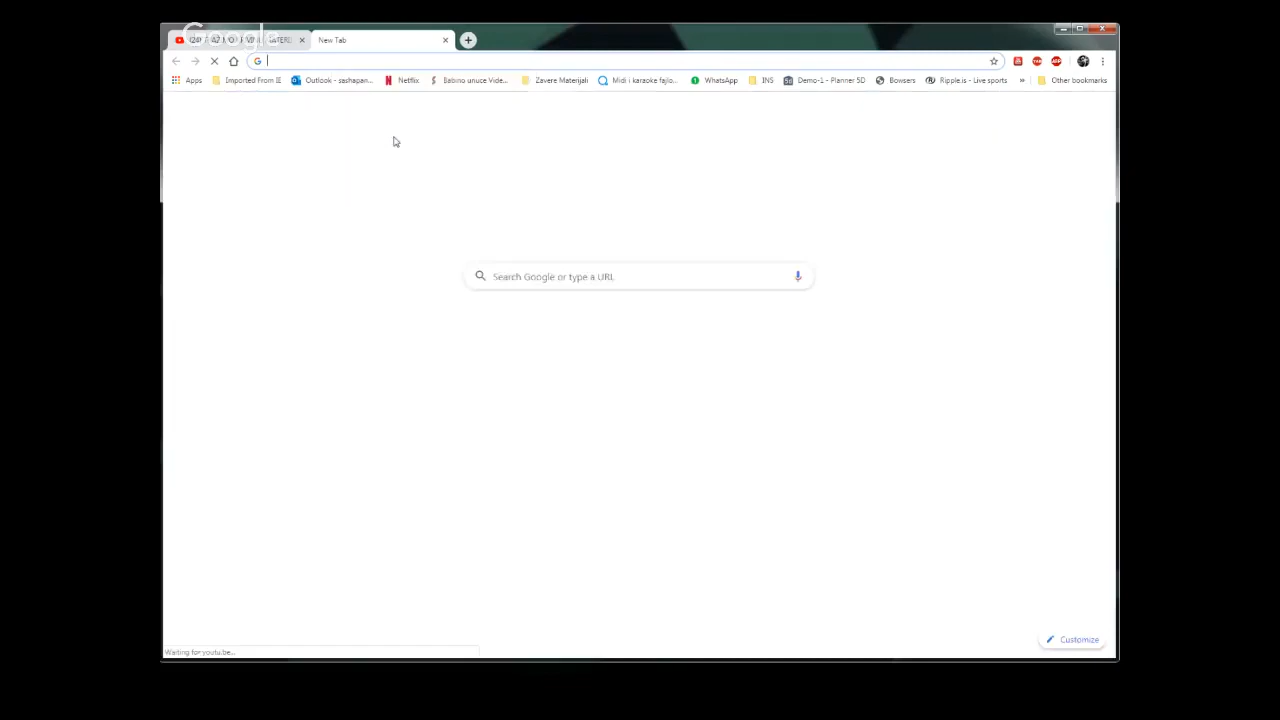 Google
New Tab
Apps Imported From IE Outlook - sashapan... Netflix Babino unuce Vide... Zavere Materijali Midi i karaoke fajlo... WhatsApp INS Demo-1 - Planner 5D Bowsers Ripple.is - Live sports » Other bookmarks
Search Google or type a URL
Customize
Waiting for youtu.be...